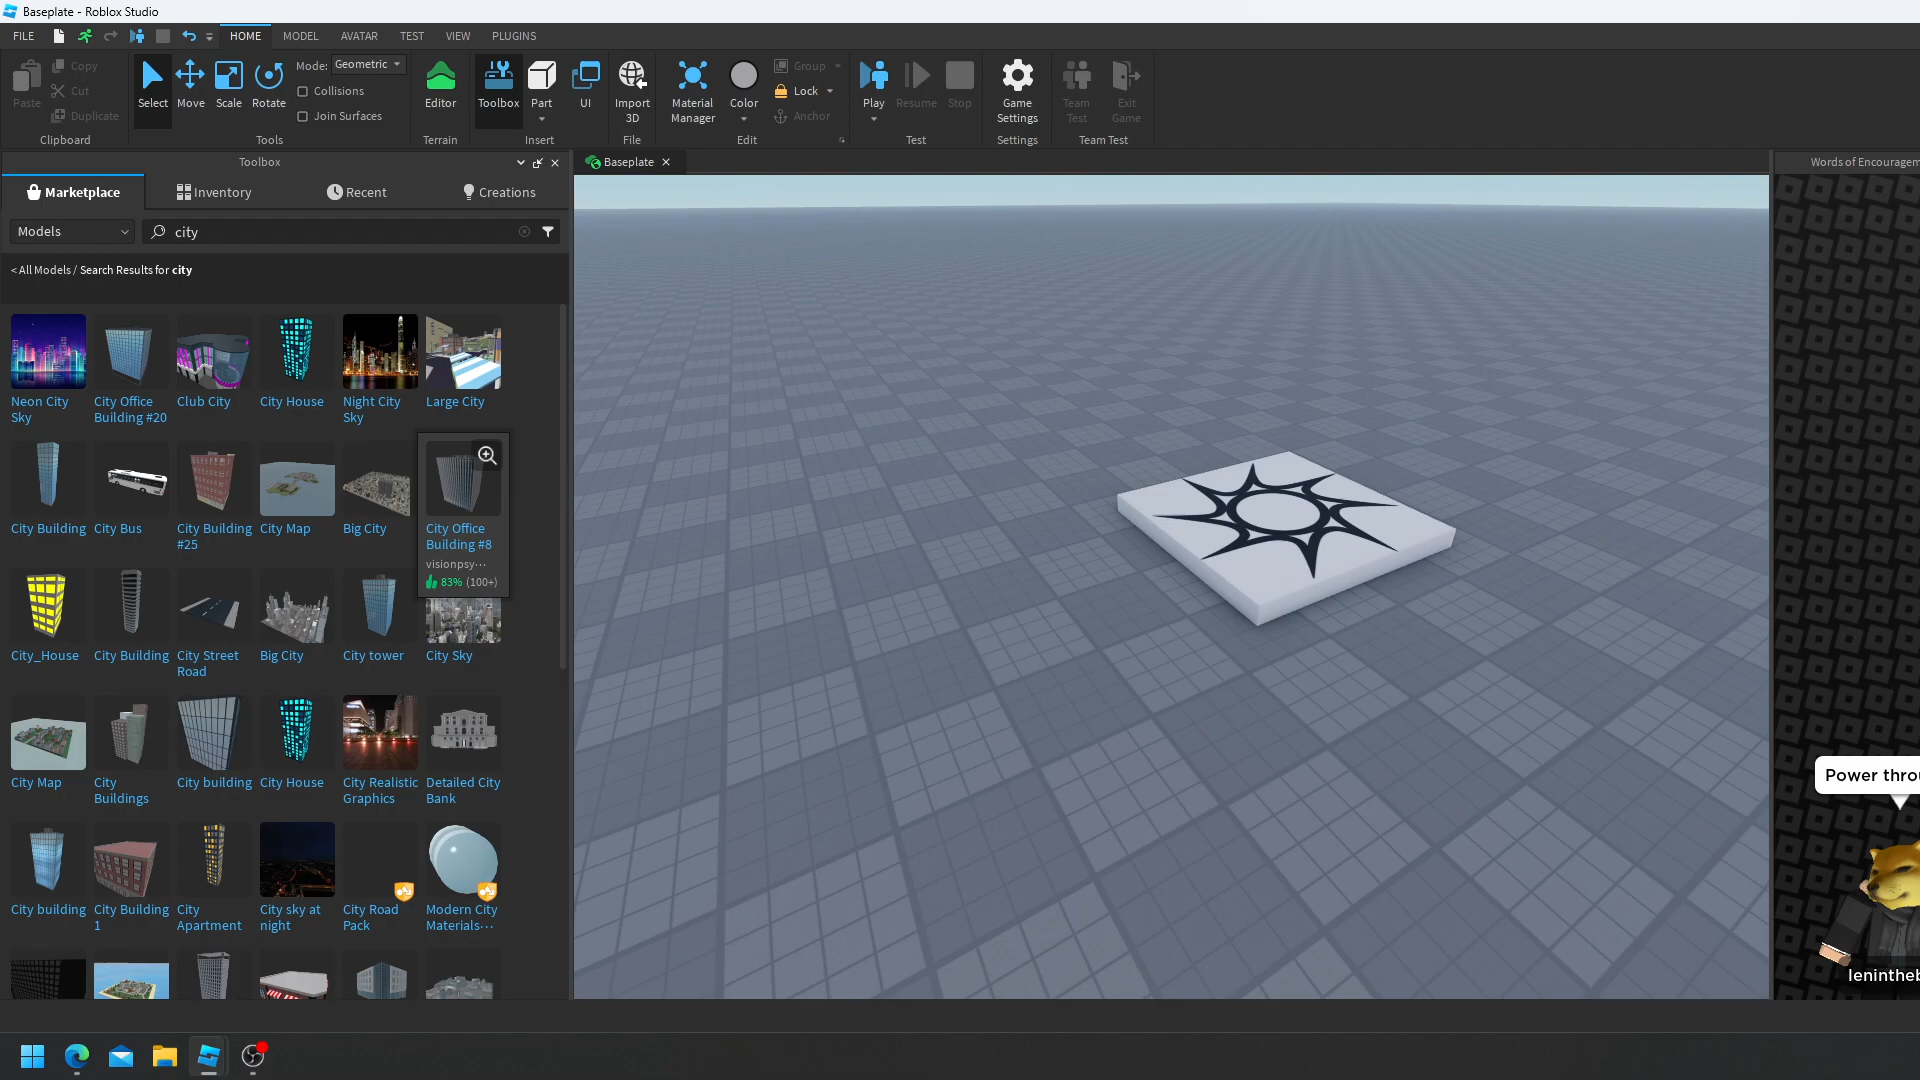 Baseplate - Roblox Studio
FILE
HOME
MODEL
AVATAR
TEST
VIEW
PLUGINS
Paste
Copy
Cut
Duplicate
Clipboard
Select
Move
Scale
Rotate
Mode: Geometric
Collisions
Join Surfaces
Tools
Editor
Terrain
Toolbox
Part
UI
Insert
Import
3D
File
Material
Manager
Color
Group
Lock
Anchor
Edit
Play
Resume
Stop
Test
Game
Settings
Settings
Team
Test
Exit
Game
Team Test
Toolbox
Marketplace
Inventory
Recent
Creations
Models
city
< All Models / Search Results for city
Neon City
Sky
City Office
Building #20
Club City
City House
Night City
Sky
Large City
City Building
City Bus
City Building
#25
City Map
Big City
City Office
Building #8
visionpsy...
83% (100+)
City_House
City Building
City Street
Road
Big City
City tower
City Sky
City Map
City
Buildings
City building
City House
City Realistic
Graphics
Detailed City
Bank
City building
City Building
1
City
Apartment
City sky at
night
City Road
Pack
Modern City
Materials...
Baseplate
Words of Encouragem
Power throu
lenintheb